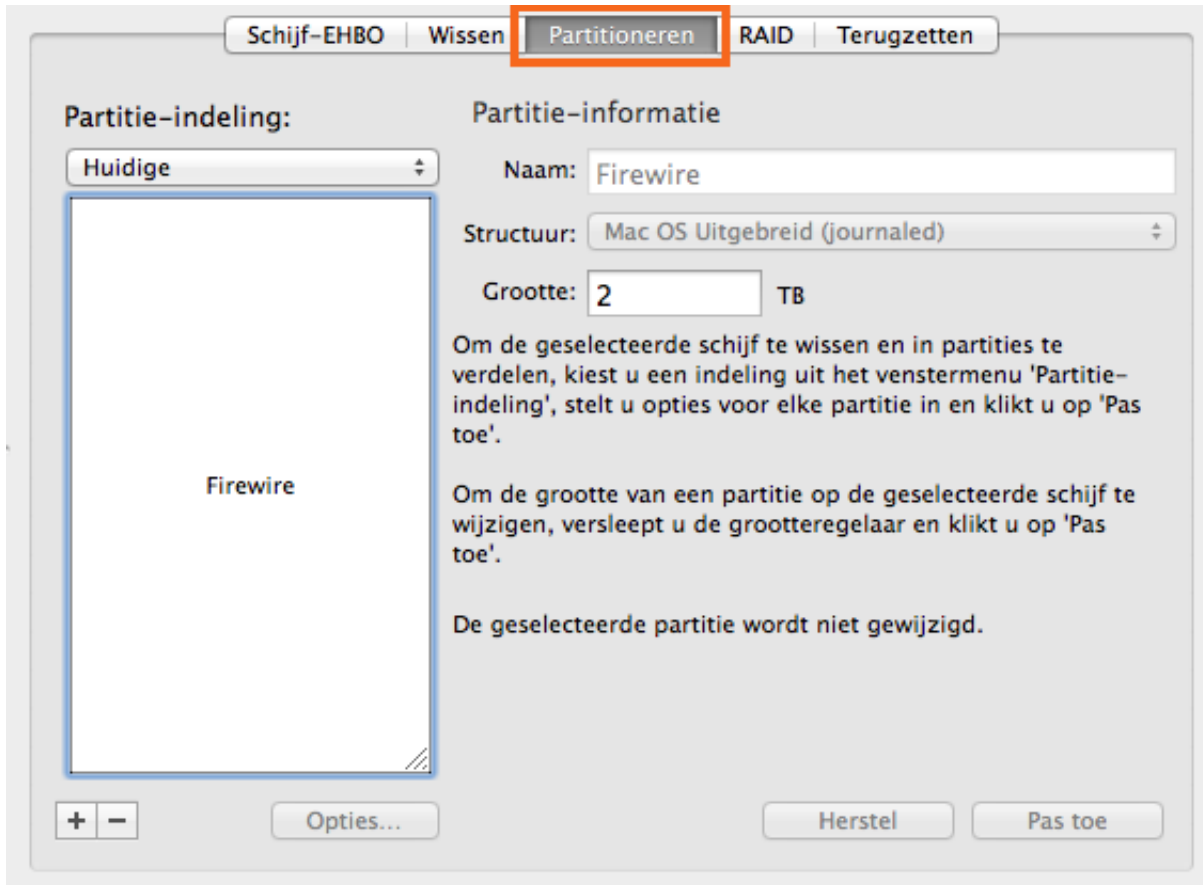 Schijf-EHBO Wissen Partitioneren RAID Terugzetten
Partitie-indeling:
Huidige
Firewire
+ −
Opties...
Partitie-informatie
Naam: Firewire
Structuur: Mac OS Uitgebreid (journaled)
Grootte: 2 TB
Om de geselecteerde schijf te wissen en in partities te
verdelen, kiest u een indeling uit het venstermenu 'Partitie-
indeling', stelt u opties voor elke partitie in en klikt u op 'Pas
toe'.
Om de grootte van een partitie op de geselecteerde schijf te
wijzigen, versleept u de grootteregelaar en klikt u op 'Pas
toe'.
De geselecteerde partitie wordt niet gewijzigd.
Herstel Pas toe